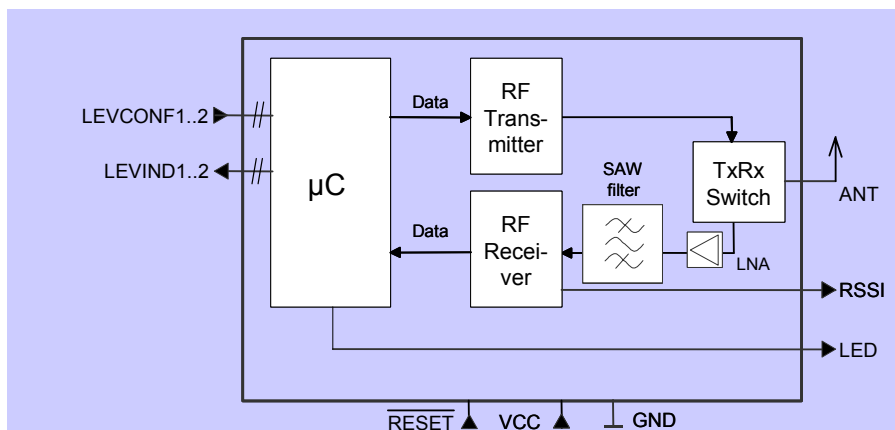 LEVCONF1..2
LEVIND1..2
µC
Data
RF
Trans-
mitter
SAW
filter
TxRx
Switch
ANT
Data
RF
Recei-
ver
LNA
RSSI
LED
RESET
VCC
GND